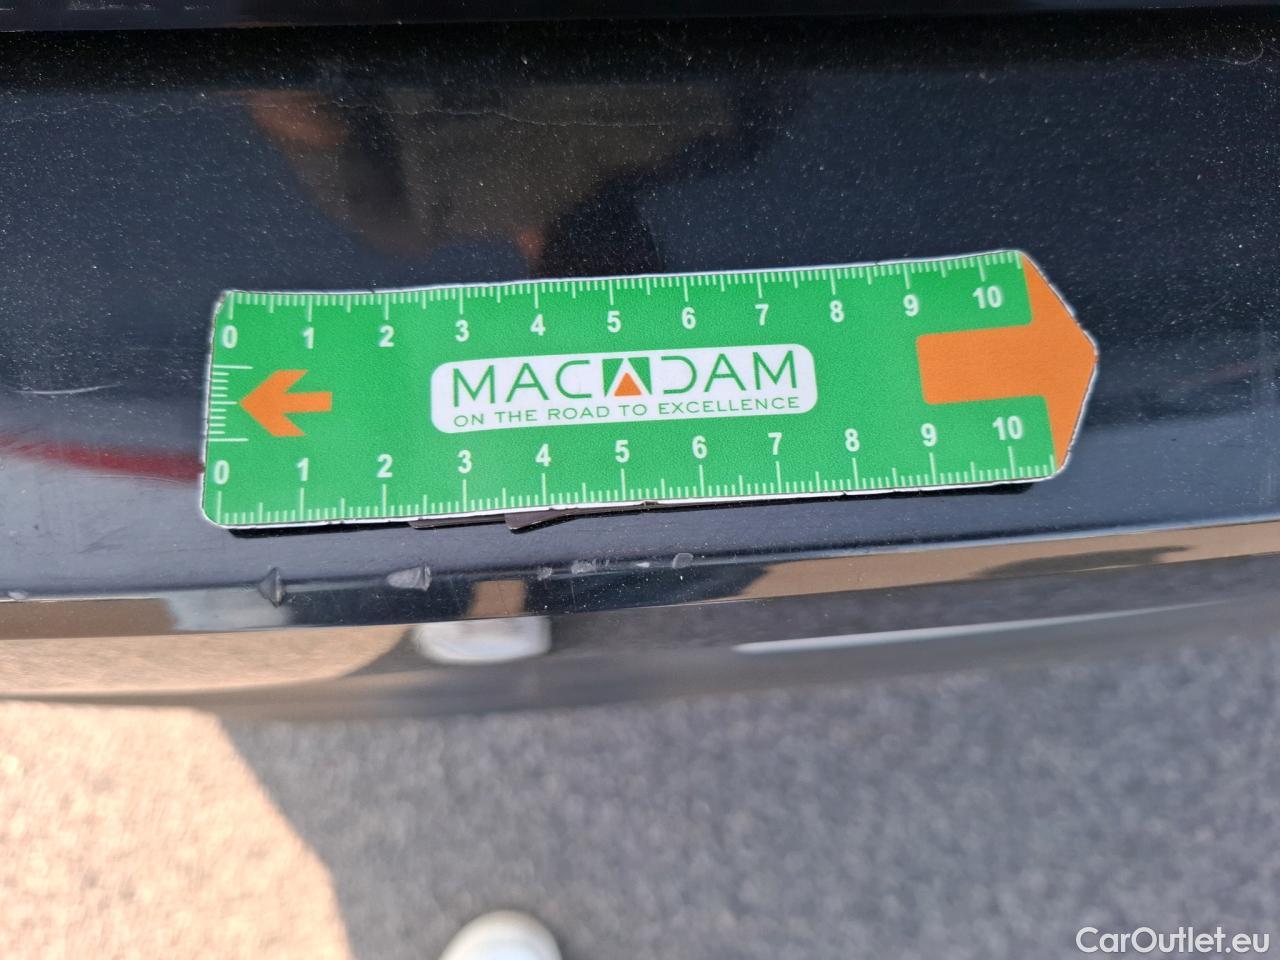 0 1 2 3 4 5 6 7 8 9 10
MACADAM
ON THE ROAD TO EXCELLENCE
0 1 2 3 4 5 6 7 8 9 10
CarOutlet.eu